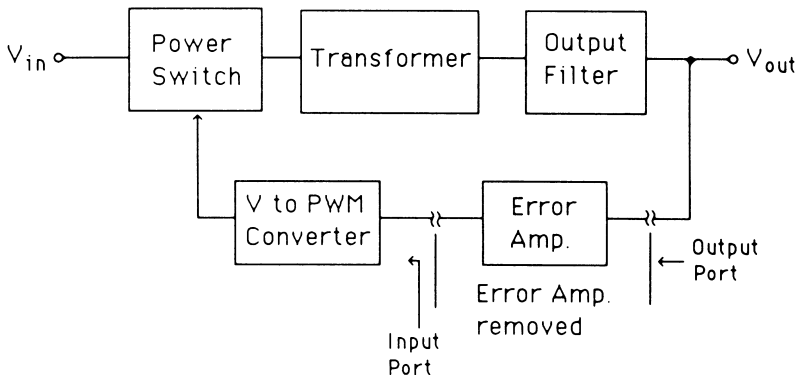 V in
Power
Switch
Transformer
Output
Filter
V out
V to PWM
Converter
Error
Amp.
Output
Port
Error Amp.
removed
Input
Port